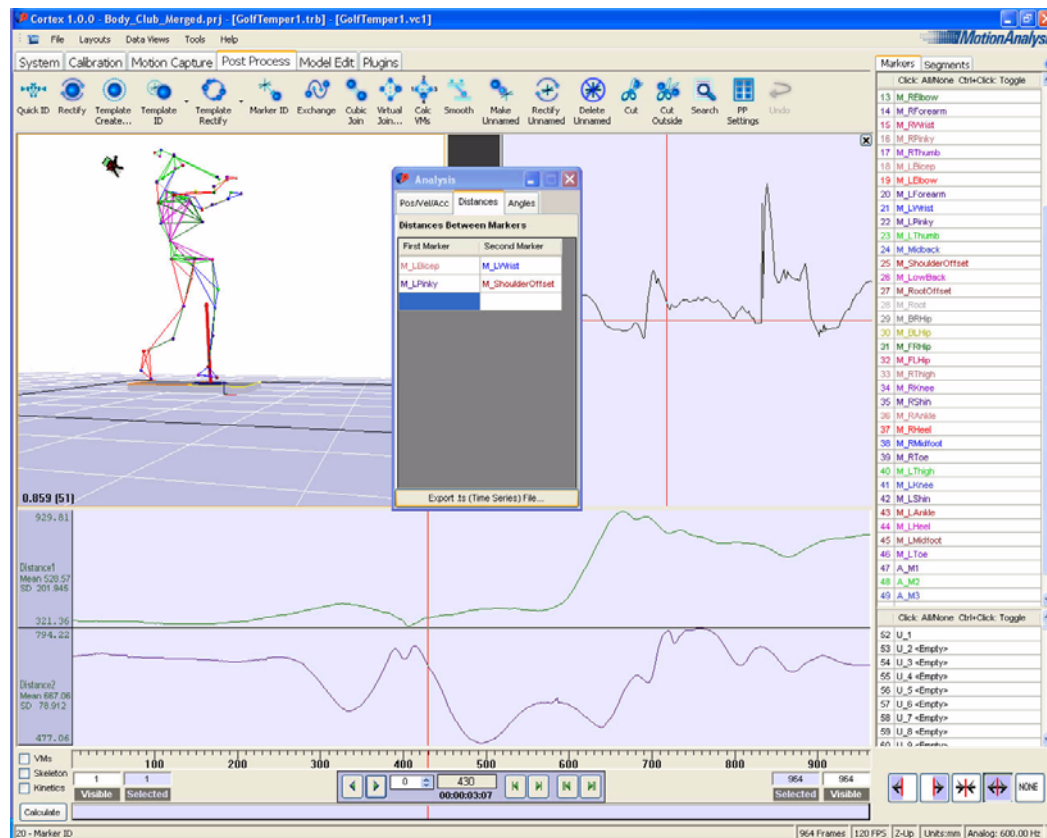 Cortex 1.0.0 - Body_Club_Merged.prj - [GolfTemper1.trb] - [GolfTemper1.vc1]
File Layouts Data Views Tools Help
MotionAnalysis
System Calibration Motion Capture Post Process Model Edit Plugins
Quick ID Rectify Template Create... Template ID Template Rectify Marker ID Exchange Cubic Join Virtual Join... Calc VMs Smooth Make Unnamed Rectify Unnamed Delete Unnamed Cut Cut Outside Search PP Settings Undo
Analysis
Pos/Vel/Acc Distances Angles
Distances Between Markers
First Marker Second Marker
M_LBicep M_LWrist
M_LPinky M_ShoulderOffset
Export .ts (Time Series) File...
0.859 (51)
929.81
Distance1
Mean 528.57
SD 201.945
321.36
794.22
Distance2
Mean 667.06
SD 78.912
477.06
VMs
Skeleton
Kinetics
100 200 300 400 500 600 700 800 900
1 1
Visible Selected
0 430
00:00:03:07
964 964
Selected Visible
Calculate
Markers Segments
Click: All/None Ctrl+Click: Toggle
13 M_RElbow
14 M_RForearm
15 M_RWrist
16 M_RPinky
17 M_RThumb
18 M_LBicep
19 M_LElbow
20 M_LForearm
21 M_LWrist
22 M_LPinky
23 M_LThumb
24 M_Midback
25 M_ShoulderOffset
26 M_LowBack
27 M_RootOffset
28 M_Root
29 M_BRHip
30 M_BLHip
31 M_FRHip
32 M_FLHip
33 M_RThigh
34 M_RKnee
35 M_RShin
36 M_RAnkle
37 M_RHeel
38 M_RMidfoot
39 M_RToe
40 M_LThigh
41 M_LKnee
42 M_LShin
43 M_LAnkle
44 M_LHeel
45 M_LMidfoot
46 M_LToe
47 A_M1
48 A_M2
49 A_M3
Click: All/None Ctrl+Click: Toggle
52 U_1
53 U_2 <Empty>
54 U_3 <Empty>
55 U_4 <Empty>
56 U_5 <Empty>
57 U_6 <Empty>
58 U_7 <Empty>
59 U_8 <Empty>
60 U_9 <Empty>
NONE
20 - Marker ID
964 Frames 120 FPS Z-Up Units:mm Analog: 600.00 Hz